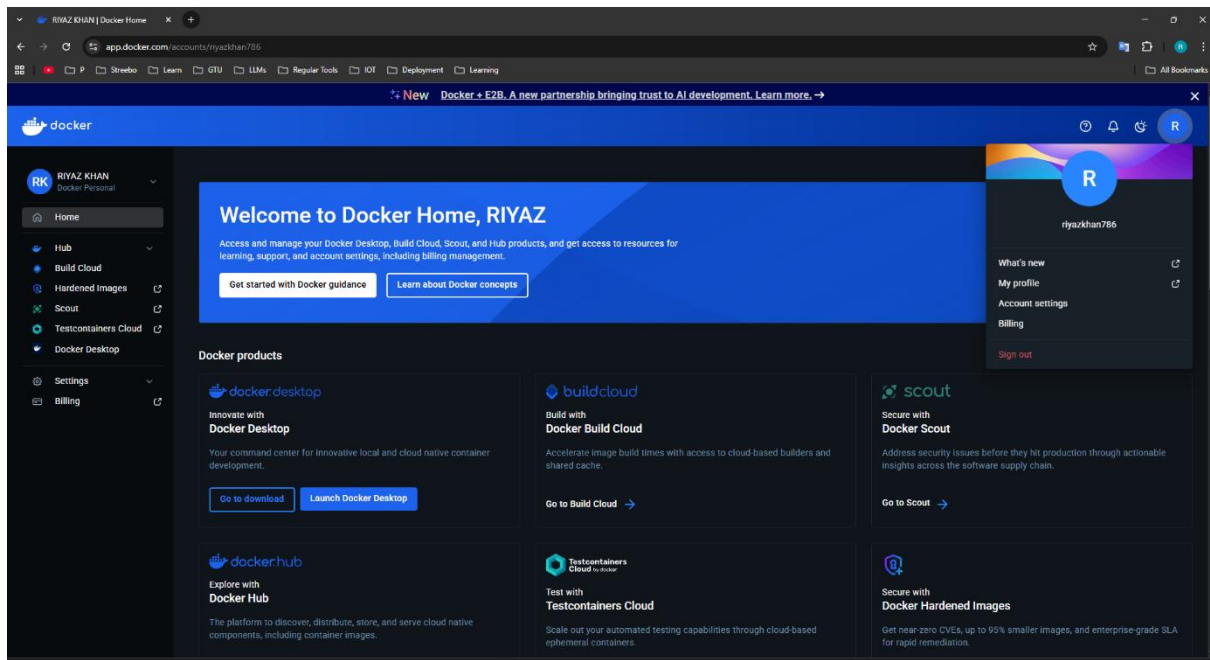 RIYAZ KHAN | Docker Home
app.docker.com/accounts/riyazkhan786
P
Streebo
Learn
GTU
LLMs
Regular Tools
IOT
Deployment
Learning
All Bookmarks
New Docker + E2B. A new partnership bringing trust to AI development. Learn more. →
docker
R
RK
RIYAZ KHAN
Docker Personal
Home
Hub
Build Cloud
Hardened Images
Scout
Testcontainers Cloud
Docker Desktop
Settings
Billing
Welcome to Docker Home, RIYAZ
Access and manage your Docker Desktop, Build Cloud, Scout, and Hub products, and get access to resources for
learning, support, and account settings, including billing management.
Get started with Docker guidance
Learn about Docker concepts
R
riyazkhan786
What's new
My profile
Account settings
Billing
Sign out
Docker products
docker.desktop
Innovate with
Docker Desktop
Your command center for innovative local and cloud native container
development.
Go to download
Launch Docker Desktop
buildcloud
Build with
Docker Build Cloud
Accelerate image build times with access to cloud-based builders and
shared cache.
Go to Build Cloud →
scout
Secure with
Docker Scout
Address security issues before they hit production through actionable
insights across the software supply chain.
Go to Scout →
docker.hub
Explore with
Docker Hub
The platform to discover, distribute, store, and serve cloud native
components, including container images.
Testcontainers
Cloud by docker
Test with
Testcontainers Cloud
Scale out your automated testing capabilities through cloud-based
ephemeral containers.
Secure with
Docker Hardened Images
Get near-zero CVEs, up to 95% smaller images, and enterprise-grade SLA
for rapid remediation.